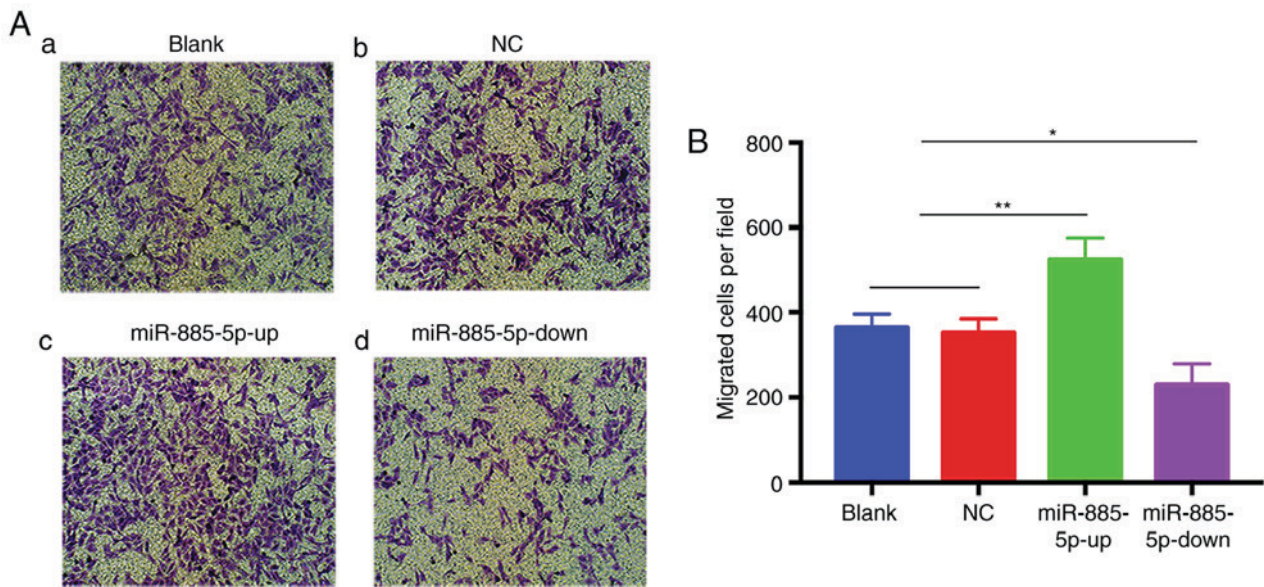 A
a
Blank
b
NC
c
miR-885-5p-up
d
miR-885-5p-down
B
Migrated cells per field
800
600
400
200
0
*
**
Blank
NC
miR-885-
5p-up
miR-885-
5p-down